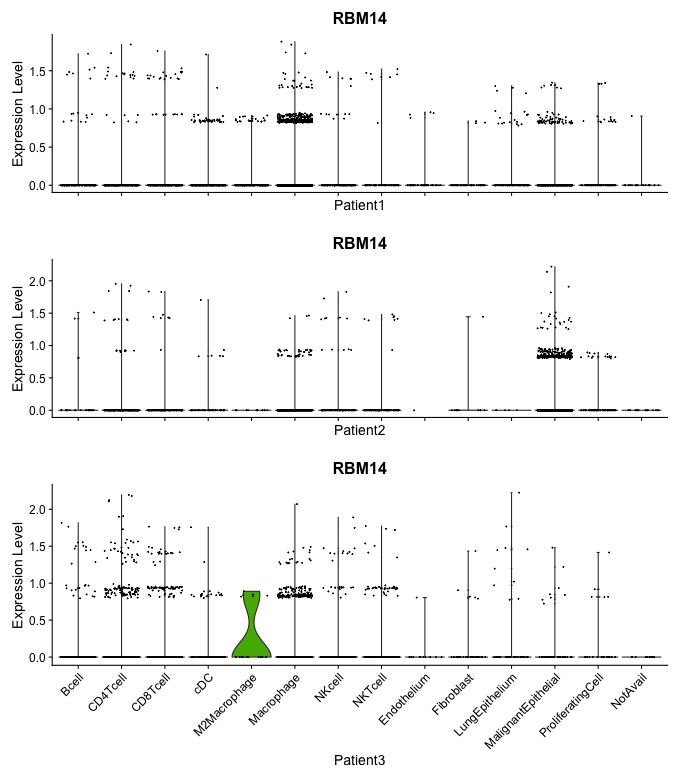 RBM14
Expression Level
1.5
1.0
0.5
0.0
Patient1
RBM14
Expression Level
2.0
1.5
1.0
0.5
0.0
Patient2
RBM14
Expression Level
2.0
1.5
1.0
0.5
0.0
Bcell
CD4Tcell
CD8Tcell
cDC
M2Macrophage
Macrophage
NKcell
NKTcell
Endothelium
Fibroblast
LungEpithelium
MalignantEpithelial
ProliferatingCell
NotAvail
Patient3